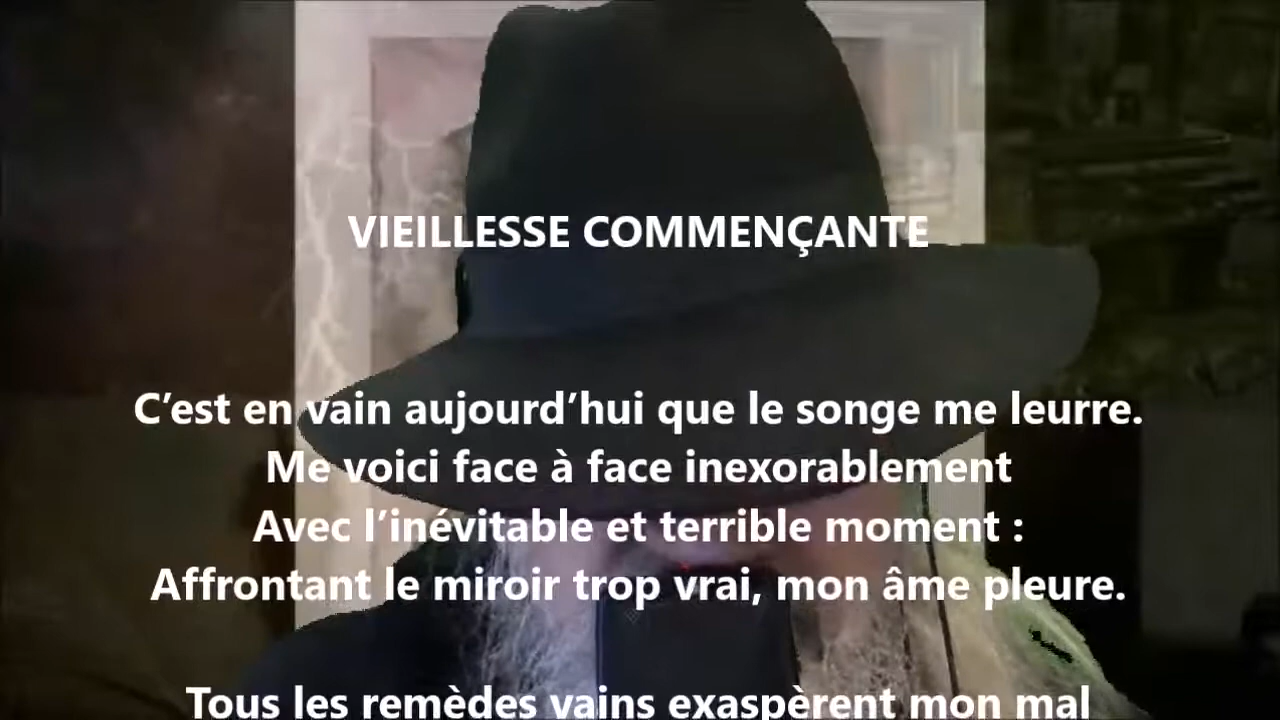 VIEILLESSE COMMENÇANTE
C’est en vain aujourd’hui que le songe me leurre.
Me voici face à face inexorablement
Avec l’inévitable et terrible moment :
Affrontant le miroir trop vrai, mon âme pleure.
Tous les remèdes vains exaspèrent mon mal